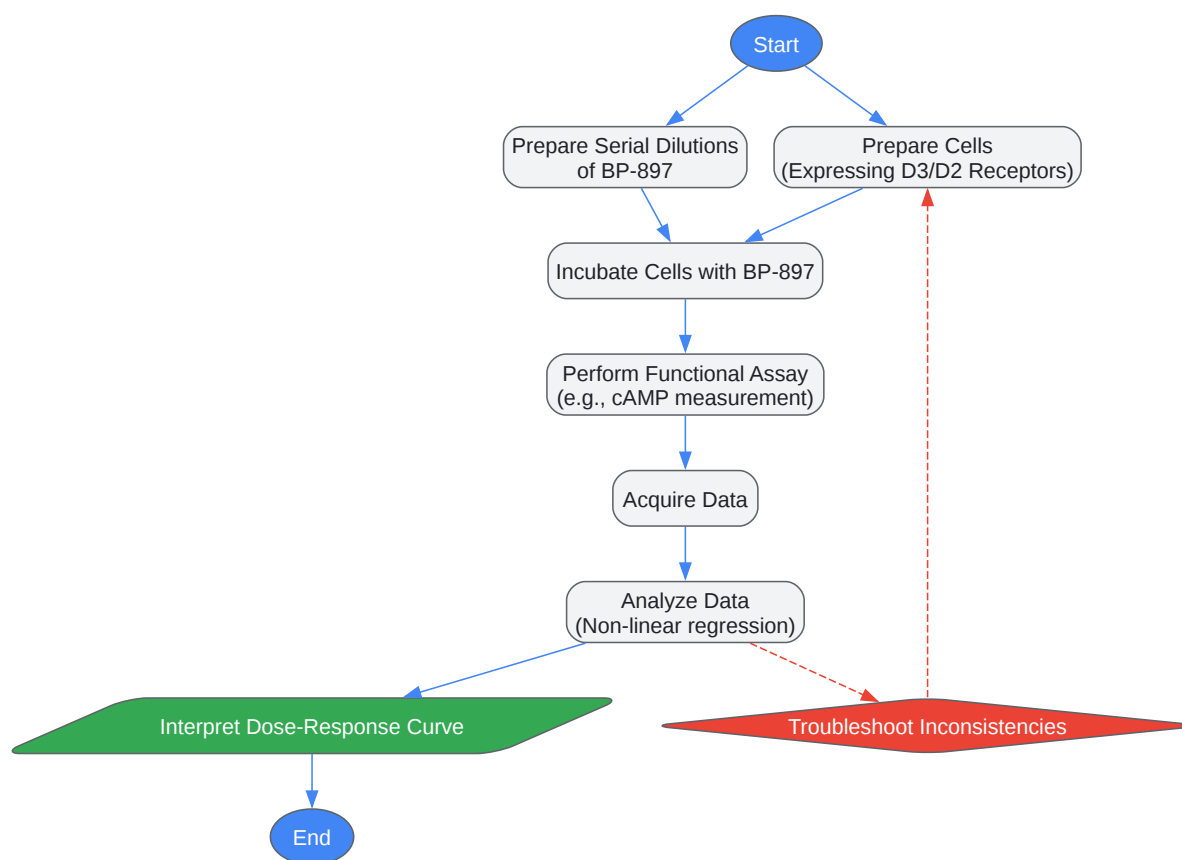 Start
Prepare Serial Dilutions
of BP-897
Prepare Cells
(Expressing D3/D2 Receptors)
Incubate Cells with BP-897
Perform Functional Assay
(e.g., cAMP measurement)
Acquire Data
Analyze Data
(Non-linear regression)
Interpret Dose-Response Curve
Troubleshoot Inconsistencies
End